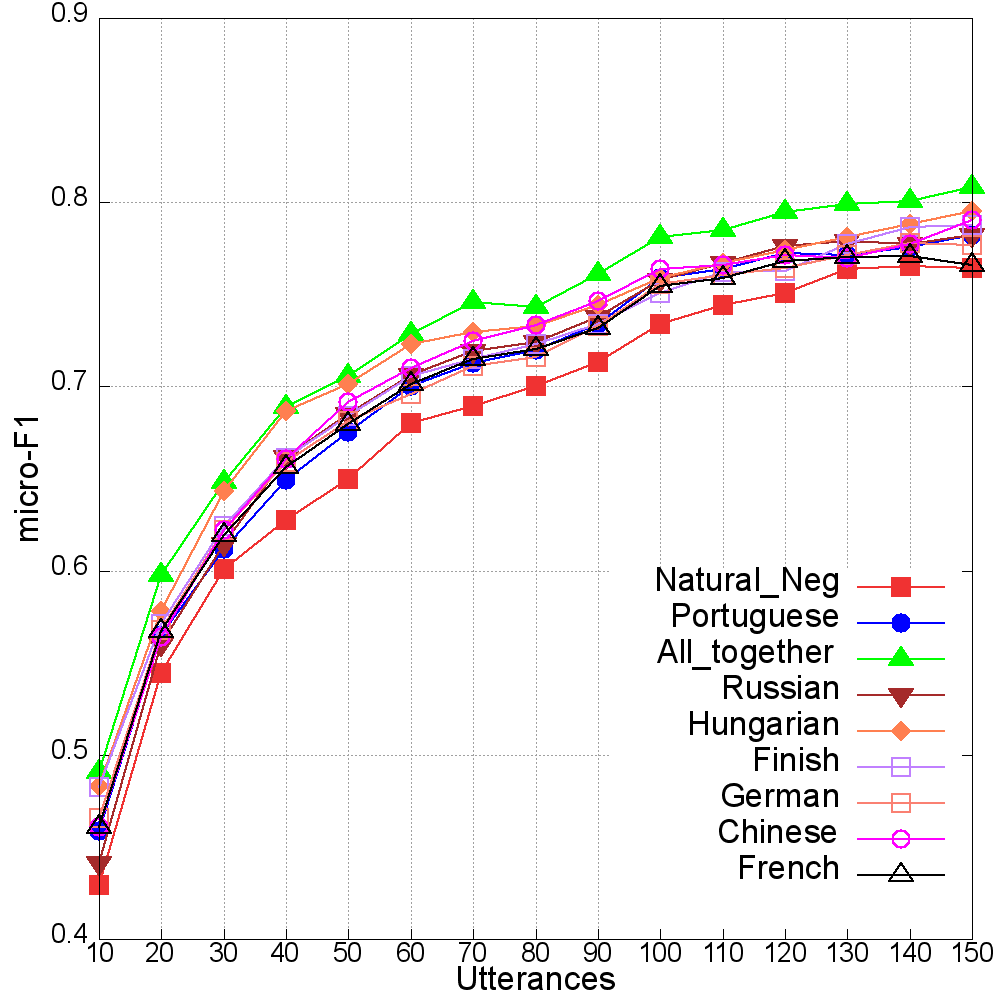 0.9
0.8
0.7
0.6
0.5
0.4
micro-F1
Natural_Neg
Portuguese
All_together
Russian
Hungarian
Finish
German
Chinese
French
10 20 30 40 50 60 70 80 90 100 110 120 130 140 150
Utterances